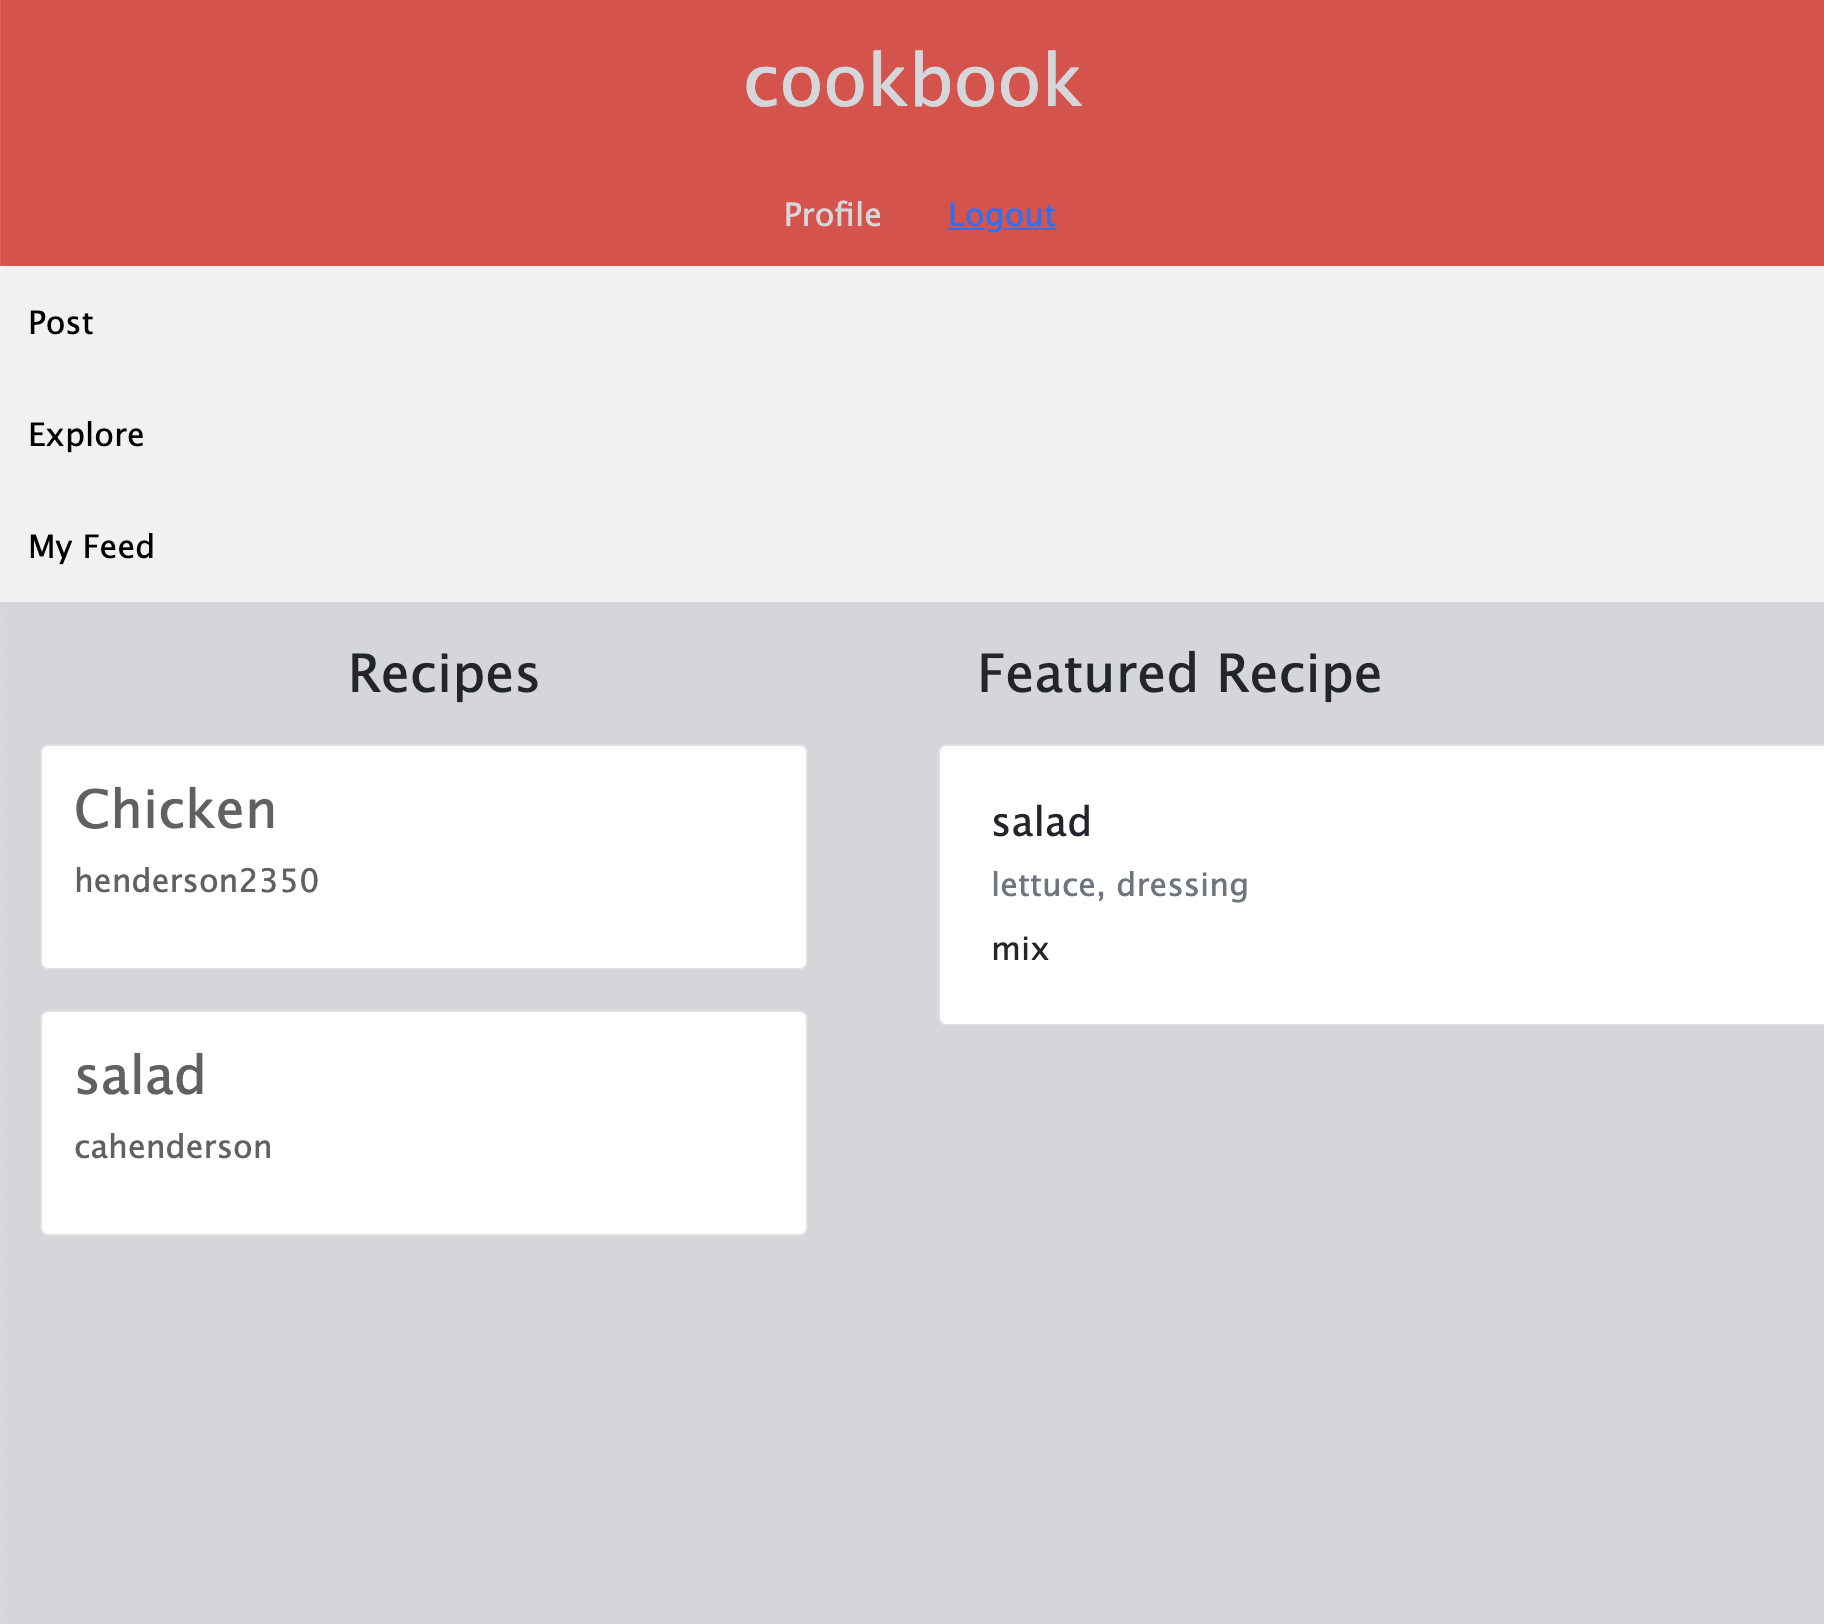 cookbook
Profile Logout
Post
Explore
My Feed
Recipes
Chicken
henderson2350
salad
cahenderson
Featured Recipe
salad
lettuce, dressing
mix